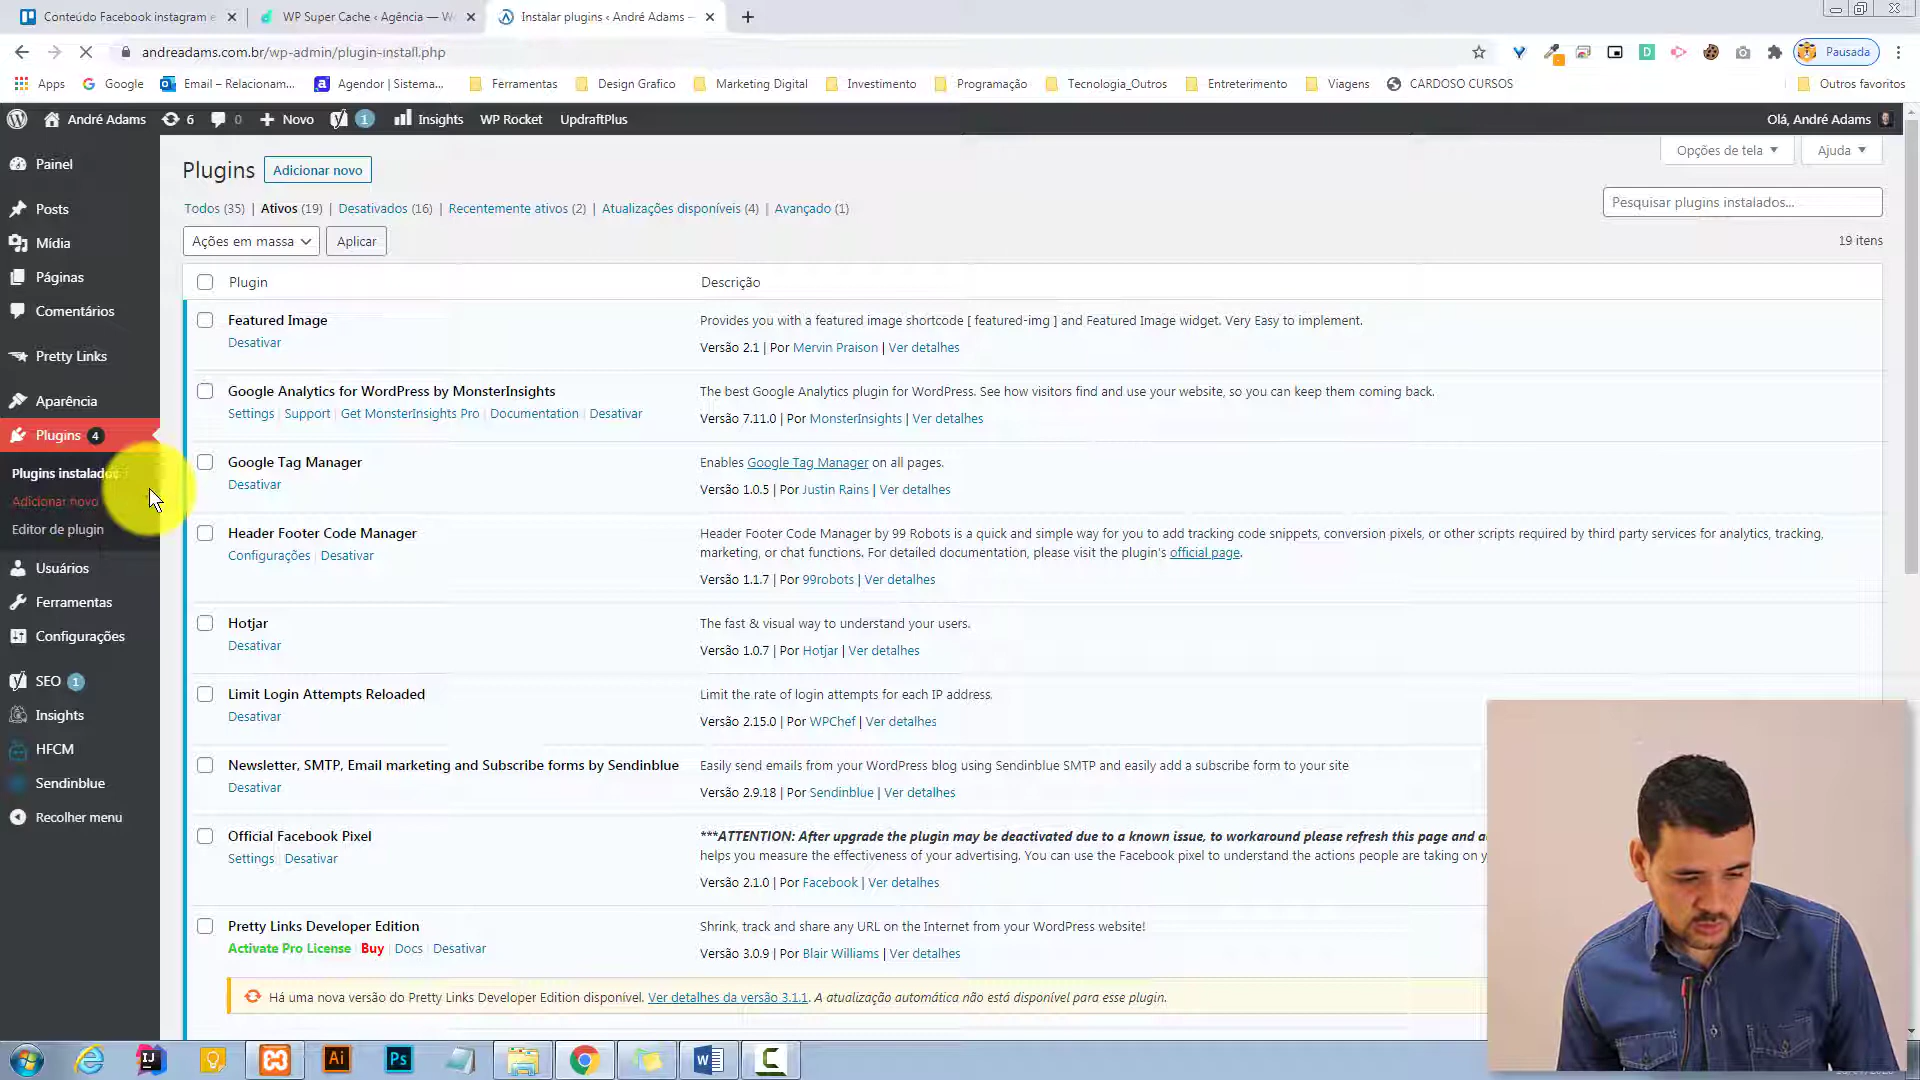 Conteúdo Facebook instagram e
WP Super Cache ‹ Agência — W
Instalar plugins ‹ André Adams –
andreadams.com.br/wp-admin/plugin-install.php
Pausada
Apps
Google
Email – Relacionam...
Agendor | Sistema...
Ferramentas
Design Grafico
Marketing Digital
Investimento
Programação
Tecnologia_Outros
Entreterimento
Viagens
CARDOSO CURSOS
Outros favoritos
André Adams
6
0
Novo
1
Insights
WP Rocket
UpdraftPlus
Olá, André Adams
Painel
Posts
Mídia
Páginas
Comentários
Pretty Links
Aparência
Plugins 4
Plugins instalados
Adicionar novo
Editor de plugin
Usuários
Ferramentas
Configurações
SEO 1
Insights
HFCM
Sendinblue
Recolher menu
Opções de tela
Ajuda
Plugins
Adicionar novo
Todos (35) | Ativos (19) | Desativados (16) | Recentemente ativos (2) | Atualizações disponíveis (4) | Avançado (1)
Pesquisar plugins instalados...
Ações em massa
Aplicar
19 itens
Plugin
Descrição
Featured Image
Desativar
Provides you with a featured image shortcode [ featured-img ] and Featured Image widget. Very Easy to implement.
Versão 2.1 | Por Mervin Praison | Ver detalhes
Google Analytics for WordPress by MonsterInsights
Settings | Support | Get MonsterInsights Pro | Documentation | Desativar
The best Google Analytics plugin for WordPress. See how visitors find and use your website, so you can keep them coming back.
Versão 7.11.0 | Por MonsterInsights | Ver detalhes
Google Tag Manager
Desativar
Enables Google Tag Manager on all pages.
Versão 1.0.5 | Por Justin Rains | Ver detalhes
Header Footer Code Manager
Configurações | Desativar
Header Footer Code Manager by 99 Robots is a quick and simple way for you to add tracking code snippets, conversion pixels, or other scripts required by third party services for analytics, tracking,
marketing, or chat functions. For detailed documentation, please visit the plugin's official page.
Versão 1.1.7 | Por 99robots | Ver detalhes
Hotjar
Desativar
The fast & visual way to understand your users.
Versão 1.0.7 | Por Hotjar | Ver detalhes
Limit Login Attempts Reloaded
Desativar
Limit the rate of login attempts for each IP address.
Versão 2.15.0 | Por WPChef | Ver detalhes
Newsletter, SMTP, Email marketing and Subscribe forms by Sendinblue
Desativar
Easily send emails from your WordPress blog using Sendinblue SMTP and easily add a subscribe form to your site
Versão 2.9.18 | Por Sendinblue | Ver detalhes
Official Facebook Pixel
Settings | Desativar
***ATTENTION: After upgrade the plugin may be deactivated due to a known issue, to workaround please refresh this page and a
helps you measure the effectiveness of your advertising. You can use the Facebook pixel to understand the actions people are taking on y
Versão 2.1.0 | Por Facebook | Ver detalhes
Pretty Links Developer Edition
Activate Pro License | Buy | Docs | Desativar
Shrink, track and share any URL on the Internet from your WordPress website!
Versão 3.0.9 | Por Blair Williams | Ver detalhes
Há uma nova versão do Pretty Links Developer Edition disponível. Ver detalhes da versão 3.1.1. A atualização automática não está disponível para esse plugin.
IJ
Ai
Ps